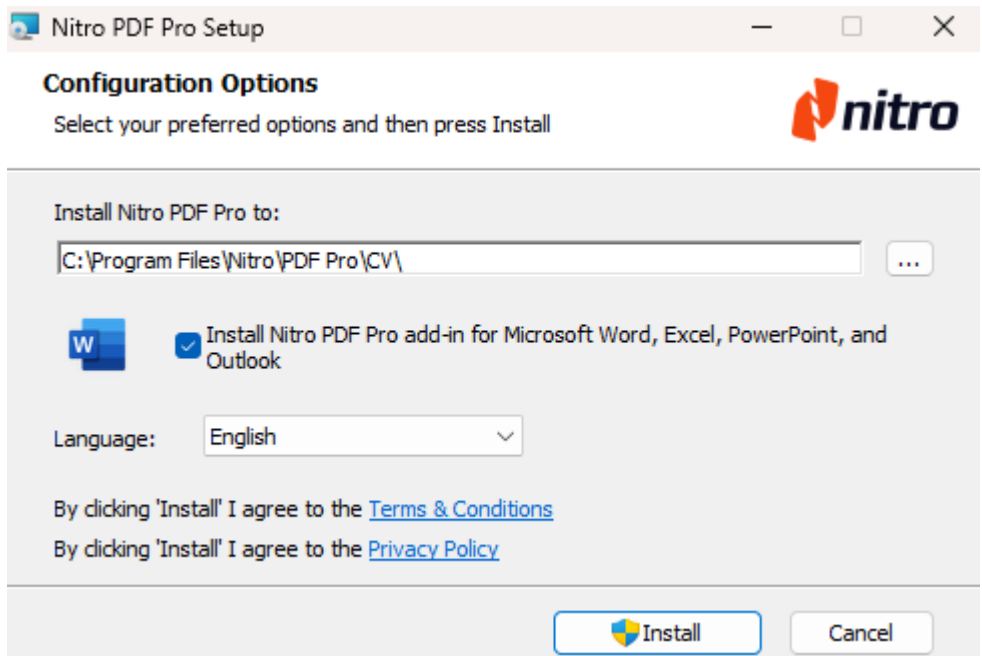 Nitro PDF Pro Setup
Configuration Options
Select your preferred options and then press Install
nitro
Install Nitro PDF Pro to:
C:\Program Files\Nitro\PDF Pro\CV\
...
W
Install Nitro PDF Pro add-in for Microsoft Word, Excel, PowerPoint, and
Outlook
Language:
English
By clicking 'Install' I agree to the Terms & Conditions
By clicking 'Install' I agree to the Privacy Policy
Install
Cancel